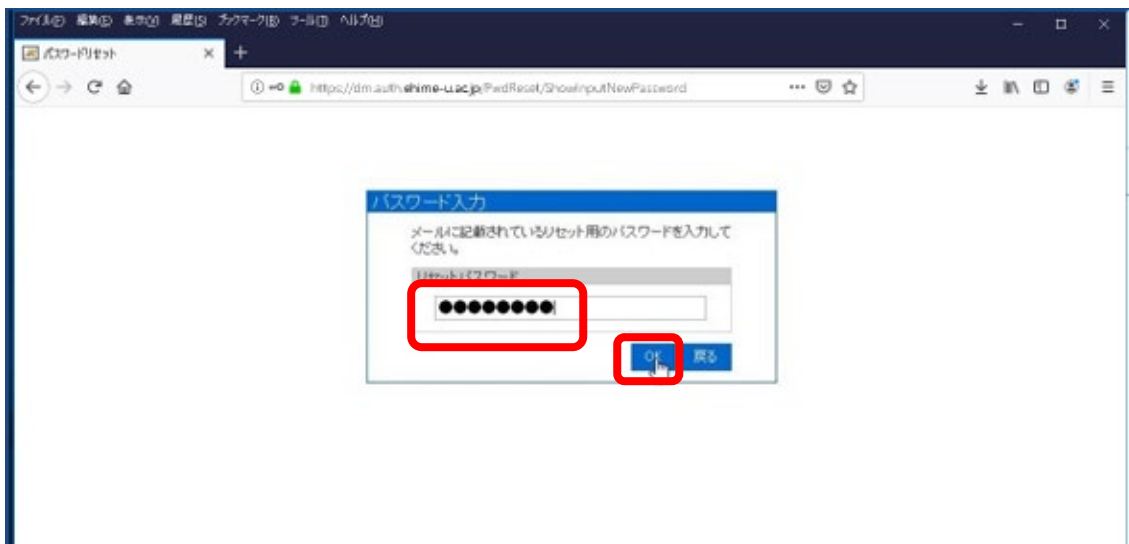 ファイル(F) 編集(E) 表示(V) 履歴(S) ブックマーク(B) ツール(T) ヘルプ(H)
パスワードリセット
https://dm.auth.ehime-u.ac.jp/PwdReset/ShowInputNewPassword
パスワード入力
メールに記載されているリセット用のパスワードを入力して
ください。
リセットパスワード
●●●●●●●●
OK 戻る